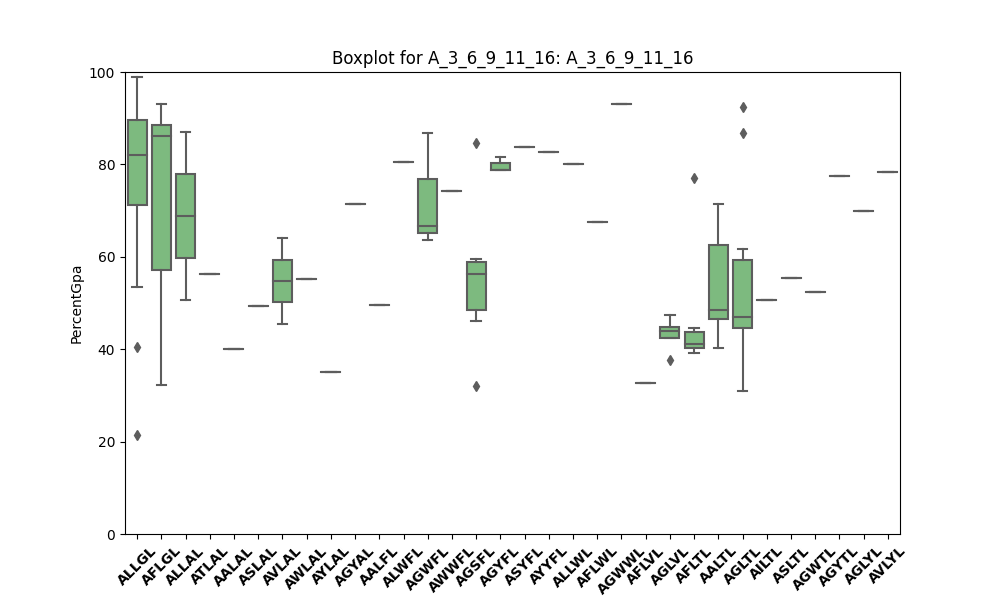 Boxplot for A_3_6_9_11_16: A_3_6_9_11_16
PercentGpa
100
80
60
40
20
0
ALLGL
AFLGL
ALLAL
ATLAL
AALAL
ASLAL
AVLAL
AWLAL
AYLAL
AGYAL
AALFL
ALWFL
AGWFL
AWWFL
AGSFL
AGYFL
ASYFL
AYYFL
ALLWL
AFLWL
AGWWL
AFLVL
AGLVL
AFLTL
AALTL
AGLTL
AILTL
ASLTL
AGWTL
AGYTL
AGLYL
AVLYL